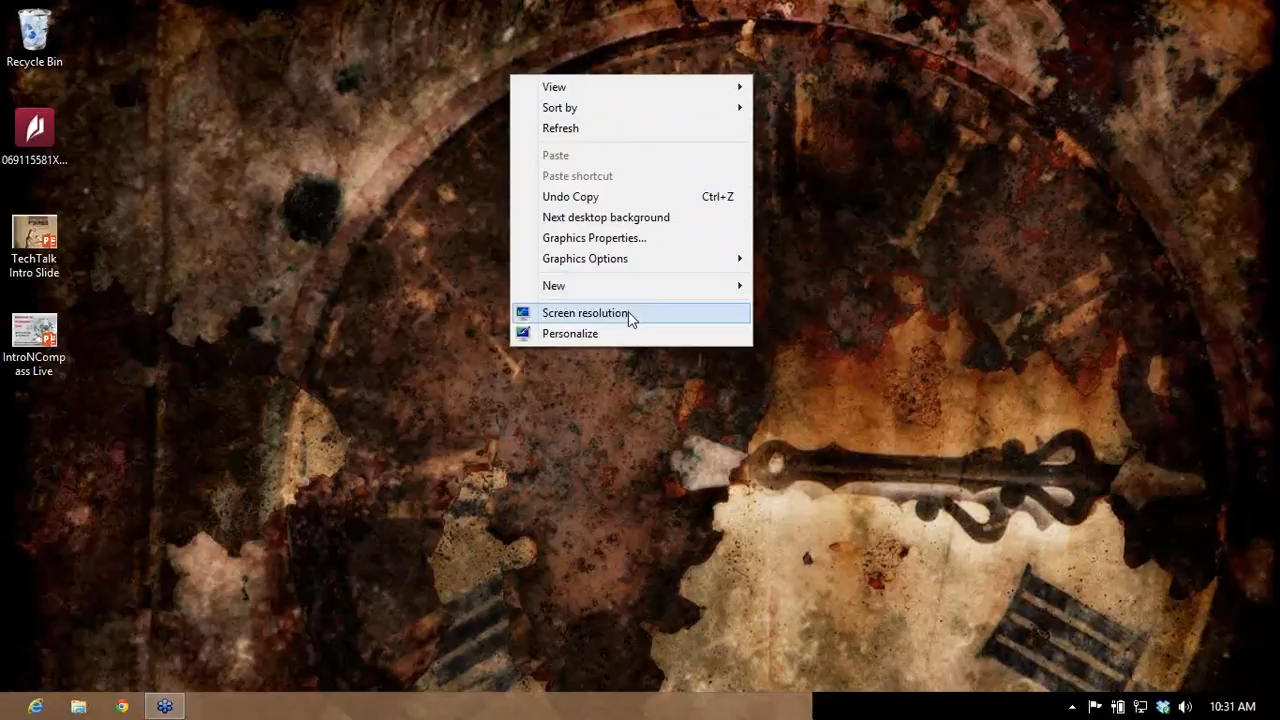 Recycle Bin
069115581X...
TechTalk
Intro Slide
IntroNComp
ass Live
View
Sort by
Refresh
Paste
Paste shortcut
Undo Copy Ctrl+Z
Next desktop background
Graphics Properties...
Graphics Options
New
Screen resolution
Personalize
10:31 AM